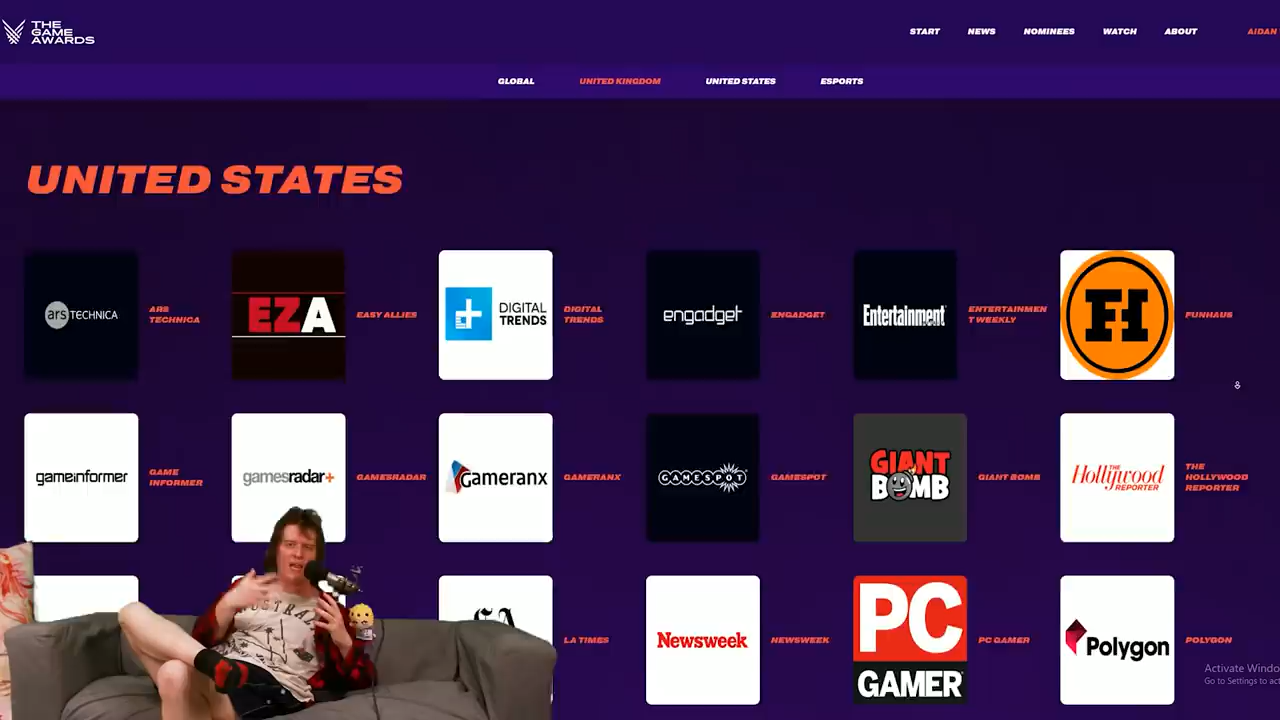 THE
GAME
AWARDS
START
NEWS
NOMINEES
WATCH
ABOUT
AIDAN
GLOBAL
UNITED KINGDOM
UNITED STATES
ESPORTS
UNITED STATES
ars TECHNICA
ARS
TECHNICA
EZA
EASY ALLIES
DIGITAL
TRENDS
DIGITAL
TRENDS
engadget
ENGADGET
Entertainment
ENTERTAINMEN
T WEEKLY
FH
FUNHAUS
gameinformer
GAME
INFORMER
gamesradar+
GAMESRADAR
Gameranx
GAMERANX
GAMESPOT
GAMESPOT
GIANT
BOMB
GIANT BOMB
The
Hollywood
REPORTER
THE
HOLLYWOOD
REPORTER
LA TIMES
Newsweek
NEWSWEEK
PC
GAMER
PC GAMER
Polygon
POLYGON
Activate Windo
Go to Settings to act